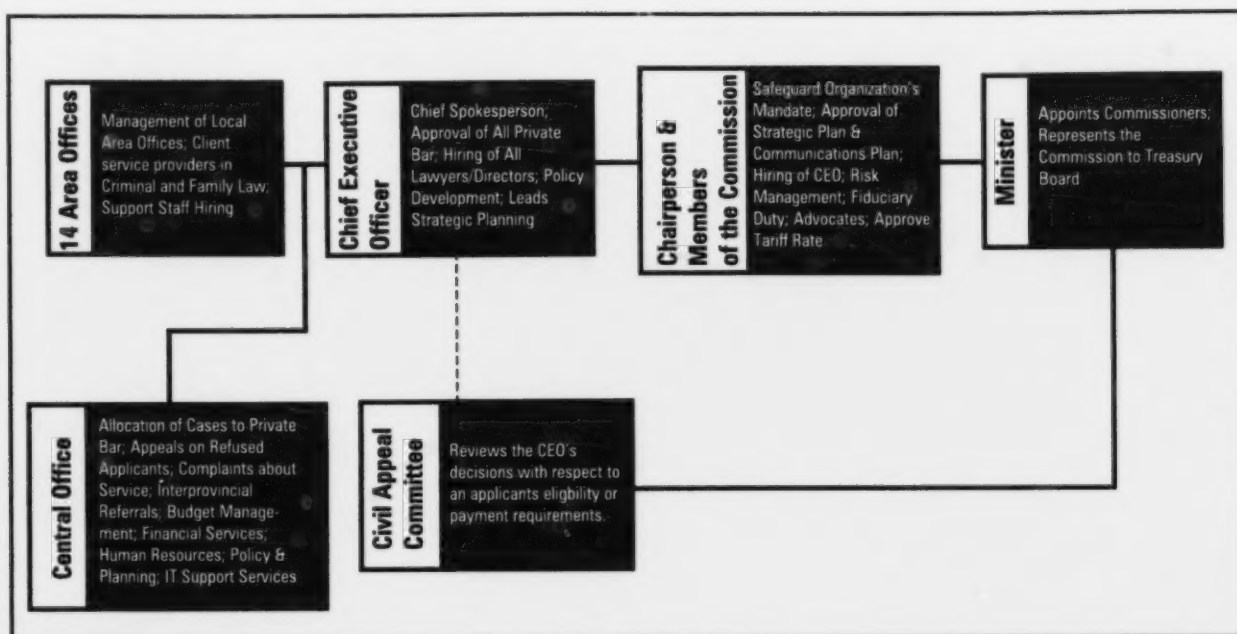 14 Area Offices
Management of Local
Area Offices; Client
service providers in
Criminal and Family Law;
Support Staff Hiring
Chief Executive
Officer
Chief Spokesperson;
Approval of All Private
Bar; Hiring of All
Lawyers/Directors; Policy
Development; Leads
Strategic Planning
Chairperson &
Members
of the Commission
Safeguard Organization's
Mandate; Approval of
Strategic Plan &
Communications Plan;
Hiring of CEO; Risk
Management; Fiduciary
Duty; Advocates; Approve
Tariff Rate
Minister
Appoints Commissioners;
Represents the
Commission to Treasury
Board
Central Office
Allocation of Cases to Private
Bar; Appeals on Refused
Applicants; Complaints about
Service; Interprovincial
Referrals; Budget Manage-
ment; Financial Services;
Human Resources; Policy &
Planning; IT Support Services
Civil Appeal
Committee
Reviews the CEO's
decisions with respect to
an applicants eligbility or
payment requirements.